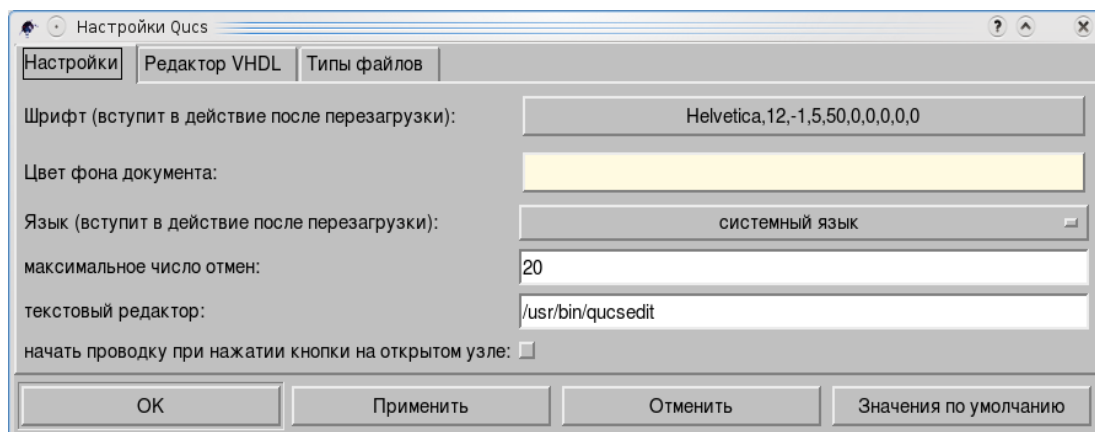 Настройки Qucs
Настройки Редактор VHDL Типы файлов
Шрифт (вступит в действие после перезагрузки): Helvetica,12,-1,5,50,0,0,0,0,0
Цвет фона документа:
Язык (вступит в действие после перезагрузки): системный язык
максимальное число отмен: 20
текстовый редактор: /usr/bin/qucsedit
начать проводку при нажатии кнопки на открытом узле:
OK Применить Отменить Значения по умолчанию